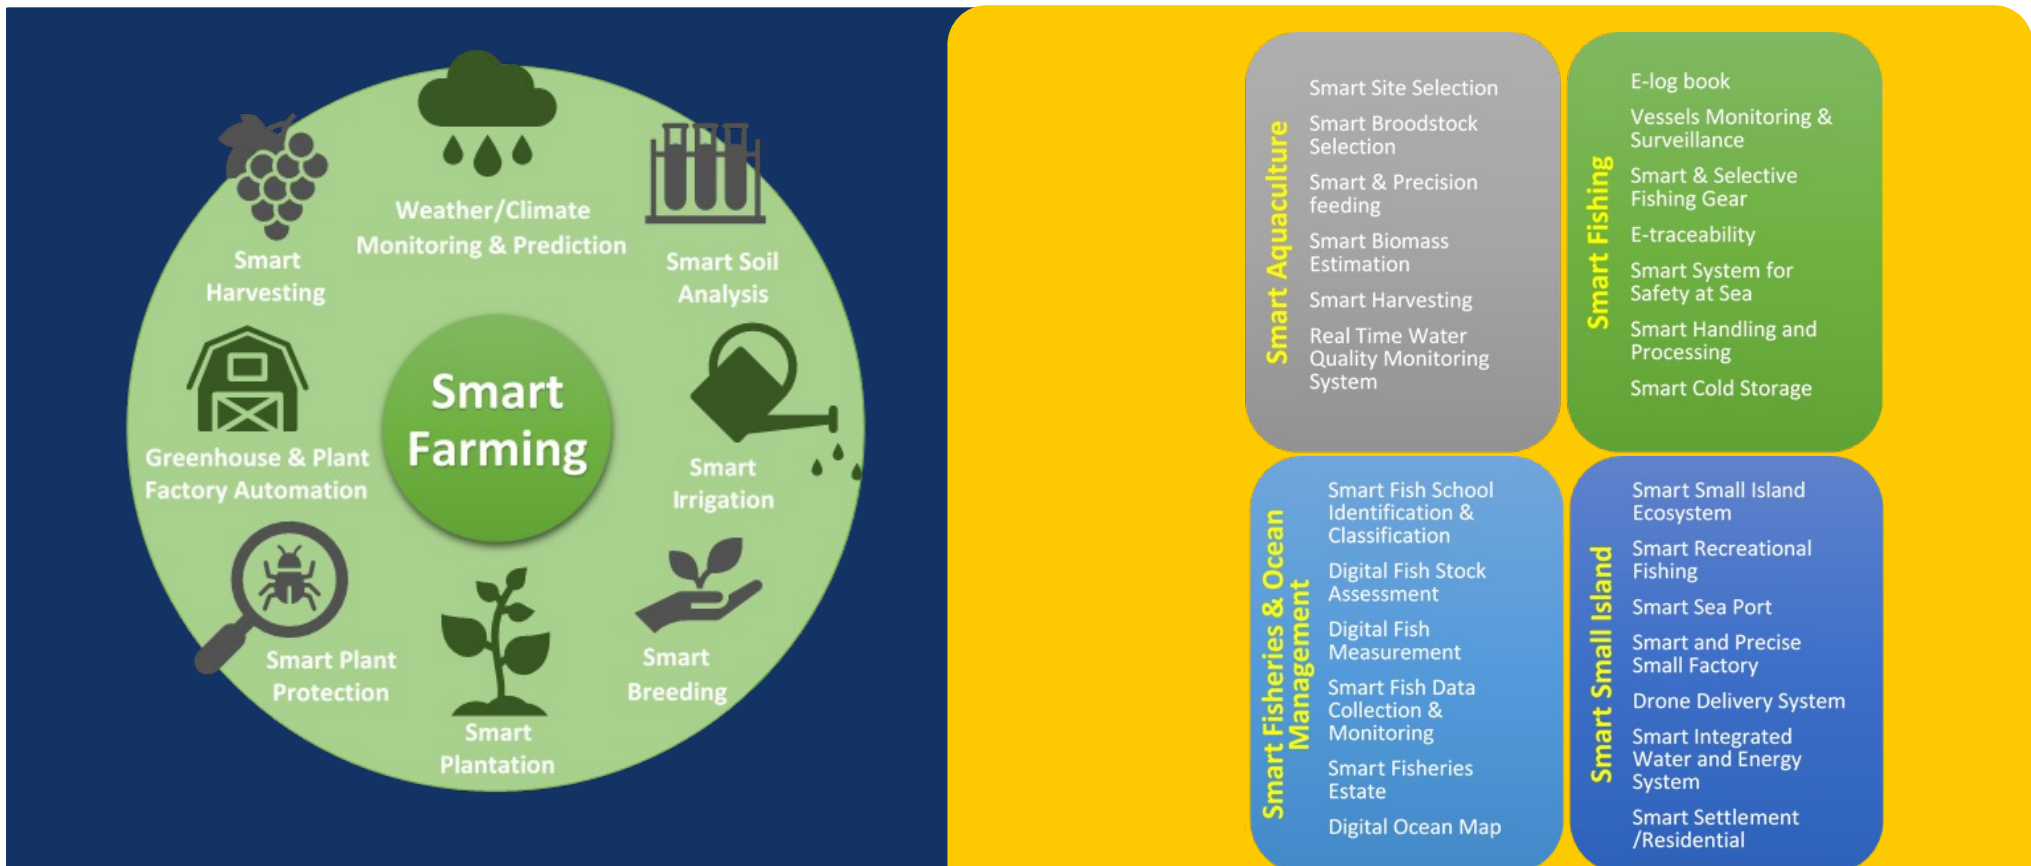 Weather/Climate
Monitoring & Prediction
Smart Soil
Analysis
Smart
Irrigation
Smart
Breeding
Smart
Plantation
Smart Plant
Protection
Greenhouse & Plant
Factory Automation
Smart
Harvesting
Smart
Farming
Smart Aquaculture
Smart Site Selection
Smart Broodstock
Selection
Smart & Precision
feeding
Smart Biomass
Estimation
Smart Harvesting
Real Time Water
Quality Monitoring
System
Smart Fishing
E-log book
Vessels Monitoring &
Surveillance
Smart & Selective
Fishing Gear
E-traceability
Smart System for
Safety at Sea
Smart Handling and
Processing
Smart Cold Storage
Smart Fisheries & Ocean
Management
Smart Fish School
Identification &
Classification
Digital Fish Stock
Assessment
Digital Fish
Measurement
Smart Fish Data
Collection &
Monitoring
Smart Fisheries
Estate
Digital Ocean Map
Smart Small Island
Smart Small Island
Ecosystem
Smart Recreational
Fishing
Smart Sea Port
Smart and Precise
Small Factory
Drone Delivery System
Smart Integrated
Water and Energy
System
Smart Settlement
/Residential